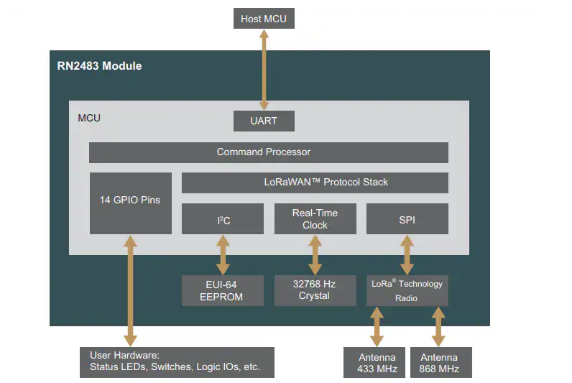 Host MCU
RN2483 Module
MCU
UART
Command Processor
14 GPIO Pins
LoRaWAN™ Protocol Stack
I²C
Real-Time
Clock
SPI
EUI-64
EEPROM
32768 Hz
Crystal
LoRa® Technology
Radio
User Hardware:
Status LEDs, Switches, Logic IOs, etc.
Antenna
433 MHz
Antenna
868 MHz